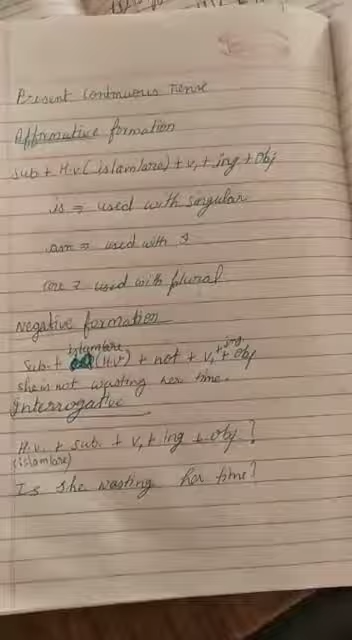 Present Continuous Tense
Affirmative formation
sub + H.v (is/am/are) + v₁ + ing + obj
is ⇒ used with singular
am ⇒ used with I
are ⇒ used with plural
Negative formation
is/am/are
Sub. + (H.v) + not + v₁ + ing + obj
she is not wasting her time.
Interrogative
H.v. + sub. + v₁ + ing + obj?
(is/am/are)
Is she wasting her time?